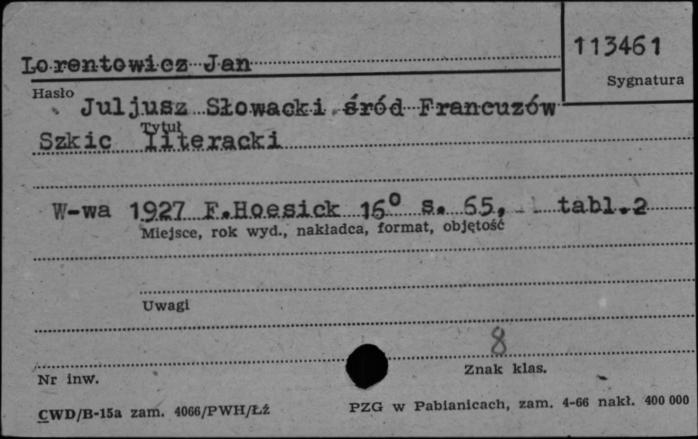 113461
Lorentowicz Jan
Sygnatura
Hasło
Juljusz Słowacki śród Francuzów
Tytuł
Szkic literacki
W-wa 1927 F.Hoesick 16° s. 65, tabl.2
Miejsce, rok wyd., nakładca, format, objętość
Uwagi
8
Nr inw.
Znak klas.
CWD/B-15a zam. 4066/PWH/Łź
PZG w Pabianicach, zam. 4-66 nakł. 400 000